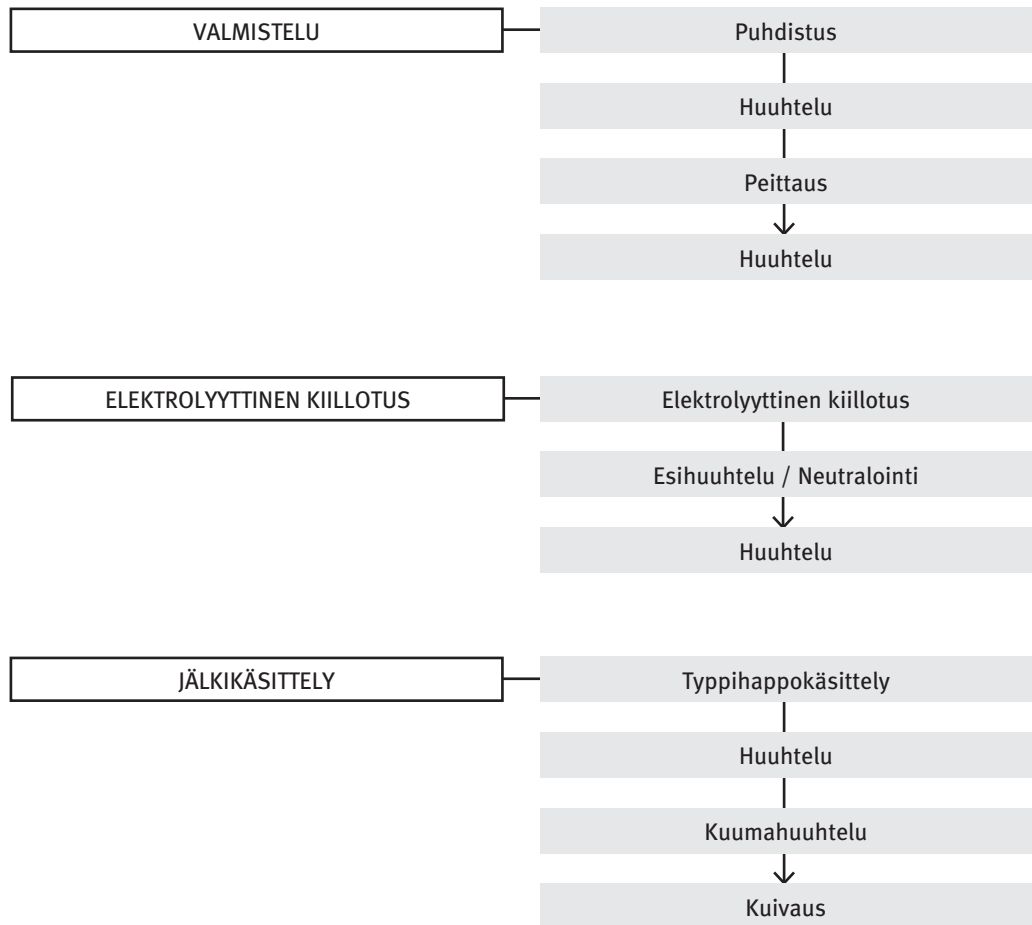 VALMISTELU
Puhdistus
Huuhtelu
Peittaus
Huuhtelu
ELEKTROLYYTTINEN KIILLOTUS
Elektrolyyttinen kiillotus
Esihuuhtelu / Neutralointi
Huuhtelu
JÄLKIKÄSITTELY
Typpihappokäsittely
Huuhtelu
Kuumahuuhtelu
Kuivaus